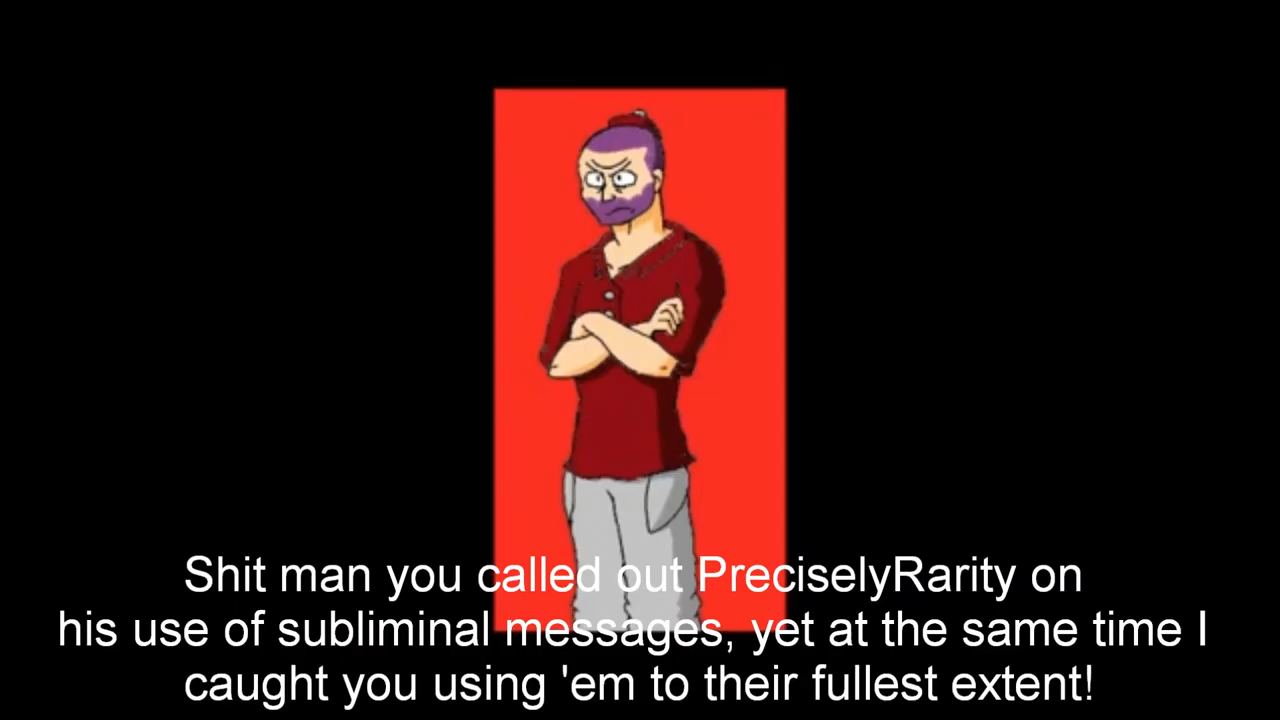 Shit man you called out PreciselyRarity on
his use of subliminal messages, yet at the same time I
caught you using 'em to their fullest extent!